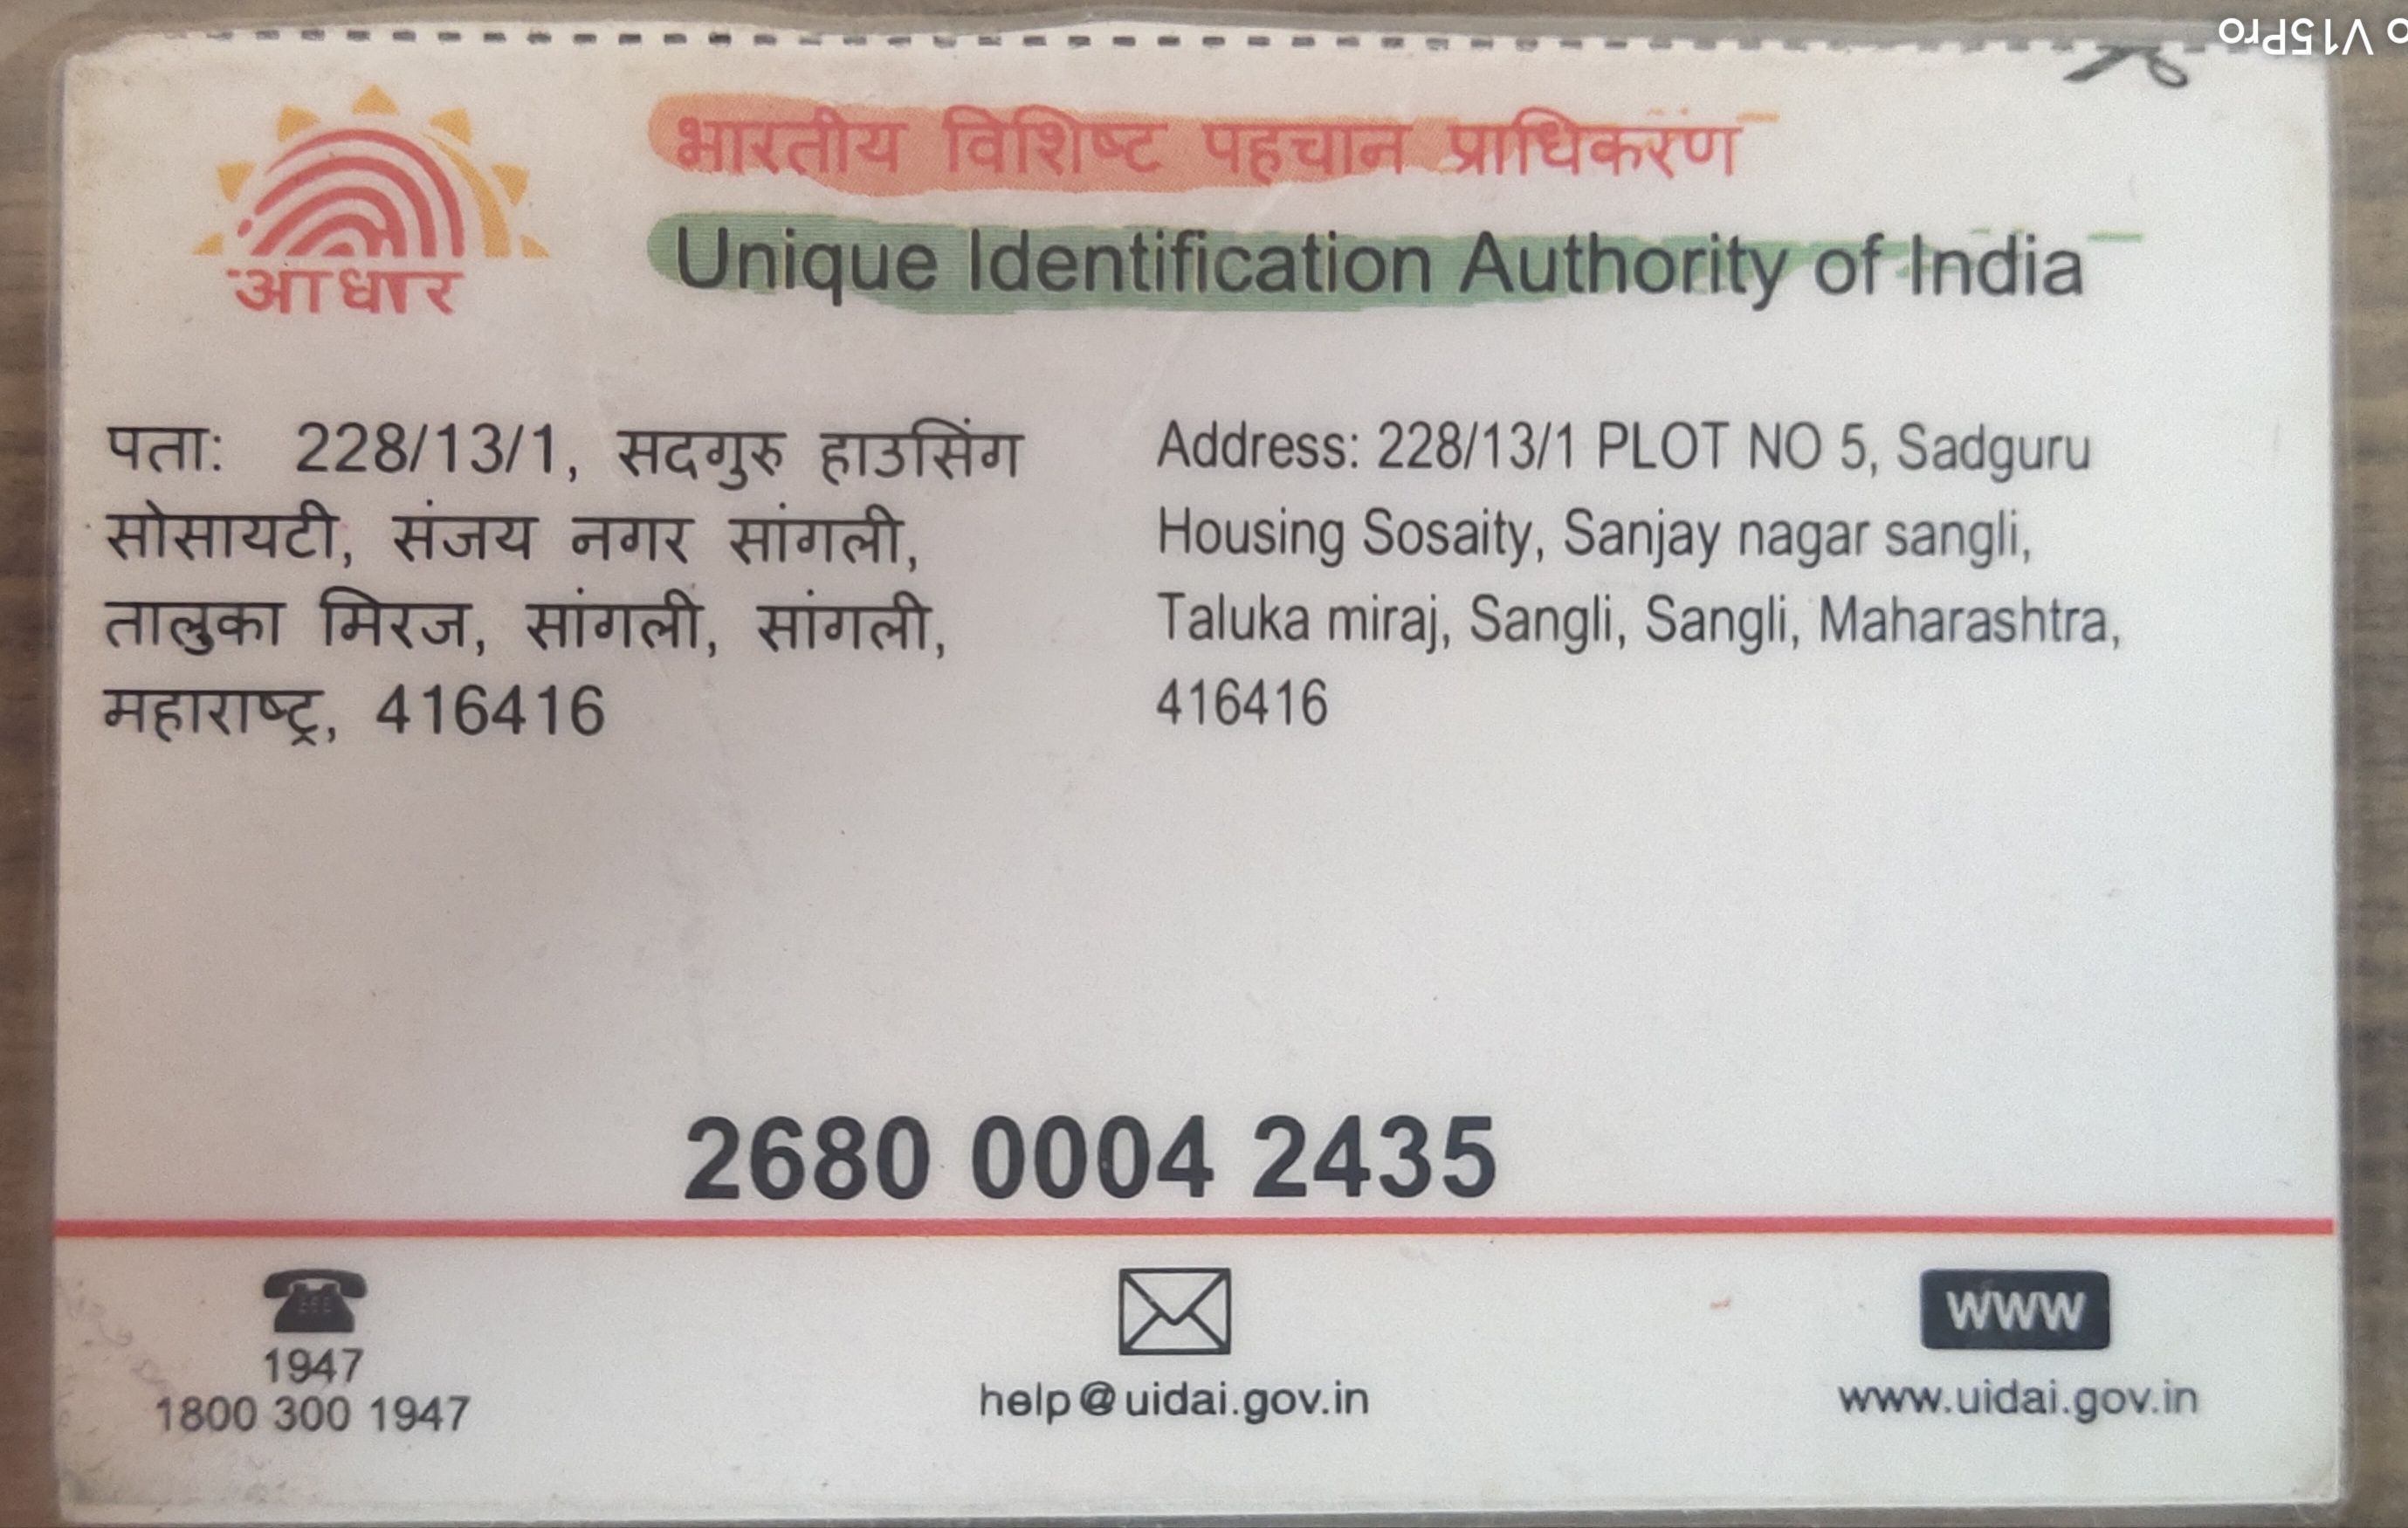 भारतीय विशिष्ट पहचान प्राधिकरण
Unique Identification Authority of India
आधार
पता: 228/13/1, सदगुरु हाउसिंग
सोसायटी, संजय नगर सांगली,
तालुका मिरज, सांगली, सांगली,
महाराष्ट्र, 416416
Address: 228/13/1 PLOT NO 5, Sadguru
Housing Sosaity, Sanjay nagar sangli,
Taluka miraj, Sangli, Sangli, Maharashtra,
416416
2680 0004 2435
1947
1800 300 1947
help@uidai.gov.in
www
www.uidai.gov.in
V15Pro